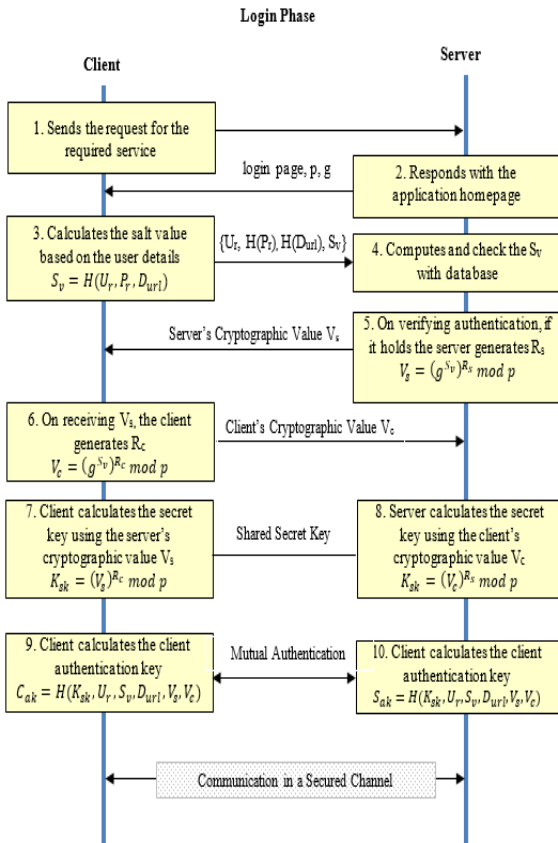 Login Phase
Client
Server
1. Sends the request for the
required service
login page, p, g
2. Responds with the
application homepage
3. Calculates the salt value
based on the user details
S_v = H(U_r, P_r, D_url)
{U_r, H(P_r), H(D_url), S_v}
4. Computes and check the S_v
with database
Server's Cryptographic Value V_s
5. On verifying authentication, if
it holds the server generates R_s
V_s = (g^{S_v})^{R_s} mod p
6. On receiving V_s, the client
generates R_c
V_c = (g^{S_v})^{R_c} mod p
Client's Cryptographic Value V_c
7. Client calculates the secret
key using the server's
cryptographic value V_s
K_sk = (V_s)^{R_c} mod p
Shared Secret Key
8. Server calculates the secret
key using the client's
cryptographic value V_c
K_sk = (V_c)^{R_s} mod p
9. Client calculates the client
authentication key
C_ak = H(K_sk, U_r, S_v, D_url, V_s, V_c)
Mutual Authentication
10. Client calculates the client
authentication key
S_ak = H(K_sk, U_r, S_v, D_url, V_s, V_c)
Communication in a Secured Channel